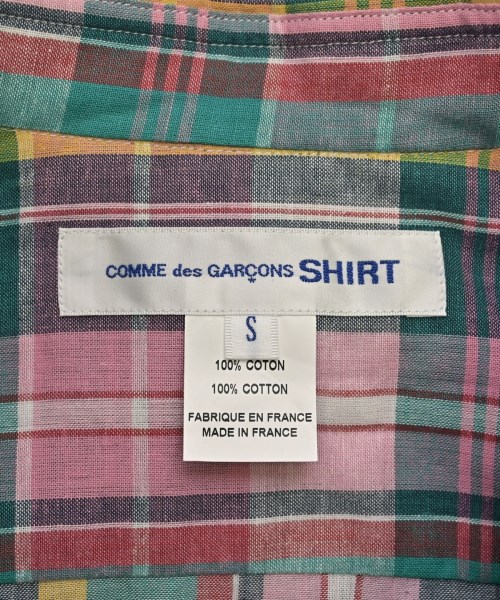 COMME des GARÇONS SHIRT
S
100% COTON
100% COTTON
FABRIQUE EN FRANCE
MADE IN FRANCE